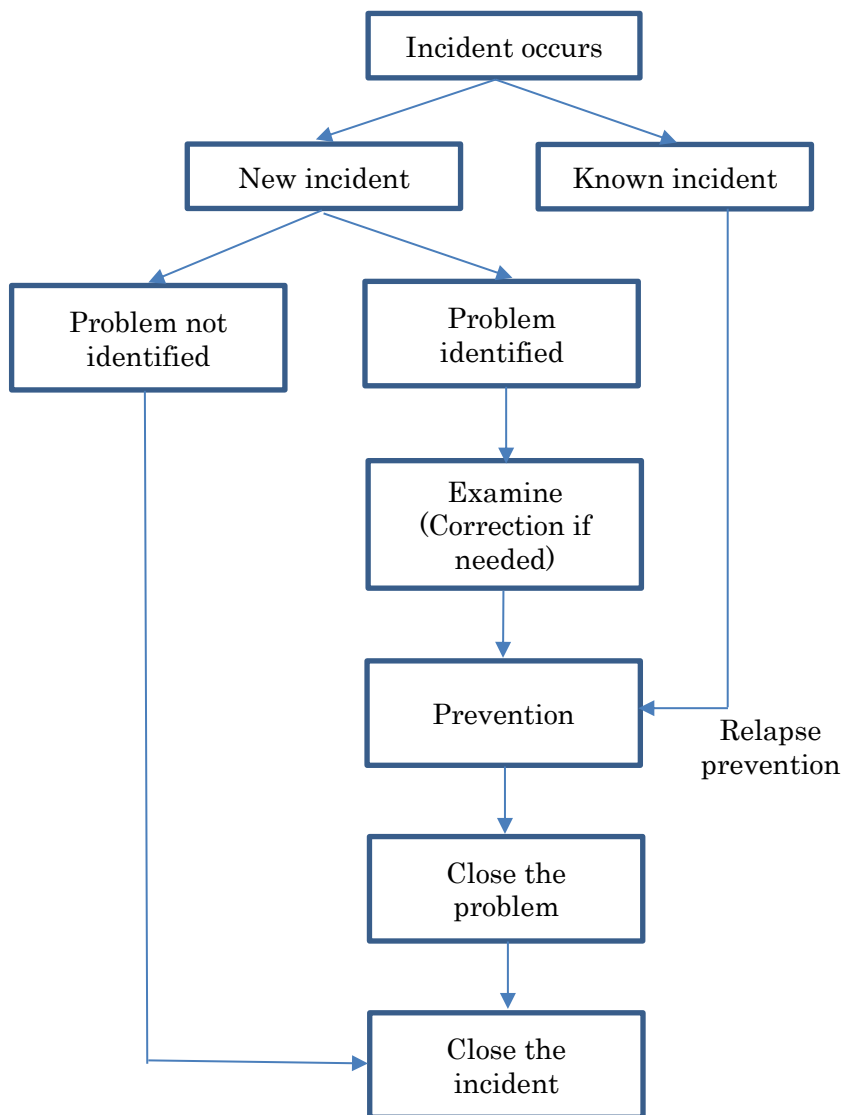 Incident occurs
New incident
Known incident
Problem not
identified
Problem
identified
Examine
(Correction if
needed)
Prevention
Relapse
prevention
Close the
problem
Close the
incident